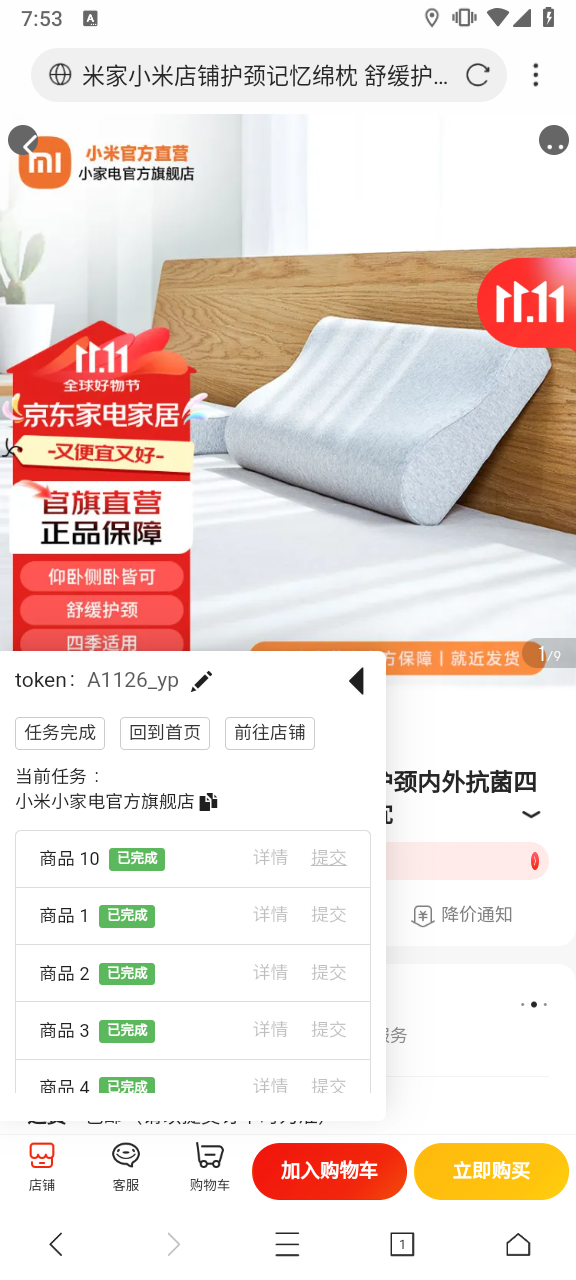 7:53
A
米家小米店铺护颈记忆绵枕 舒缓护...
小米官方直营
小家电官方旗舰店
11.11
11.11
全球好物节
京东家电家居
-又便宜又好-
官旗直营
正品保障
仰卧侧卧皆可
舒缓护颈
四季适用
方保障丨就近发货
1/9
token: A1126_yp
任务完成
回到首页
前往店铺
护颈内外抗菌四
当前任务：
小米小家电官方旗舰店
商品 10 已完成 详情 提交
商品 1 已完成 详情 提交
降价通知
商品 2 已完成 详情 提交
商品 3 已完成 详情 提交
服务
商品 4 已完成 详情 提交
店铺
客服
购物车
加入购物车
立即购买
1